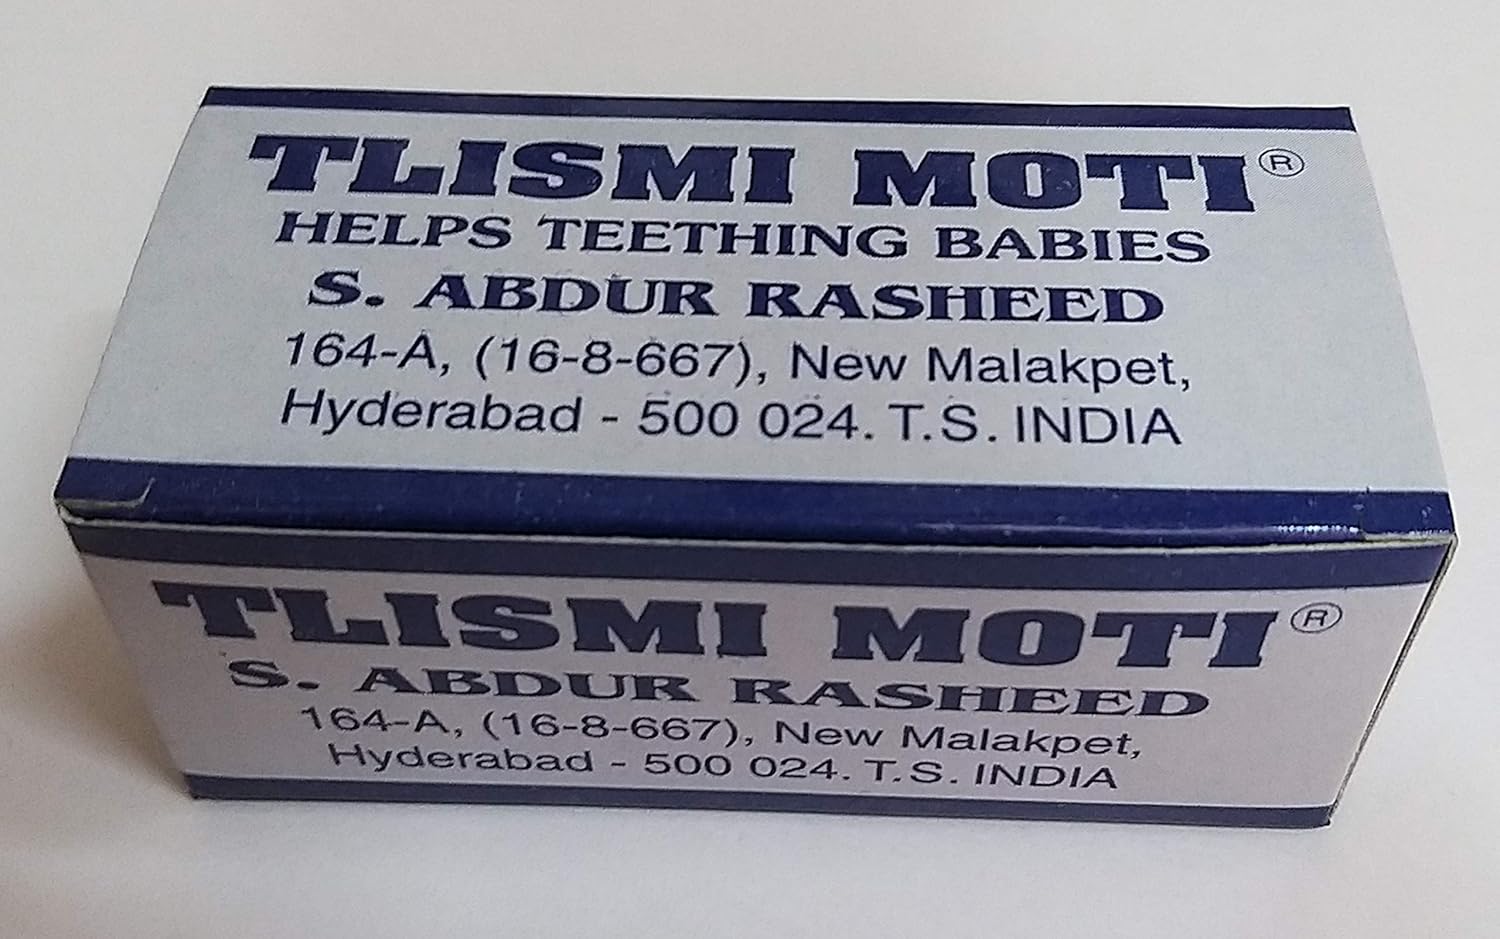 TLISMI MOTI®
HELPS TEETHING BABIES
S. ABDUR RASHEED
164-A, (16-8-667), New Malakpet,
Hyderabad - 500 024. T.S. INDIA
TLISMI MOTI®
S. ABDUR RASHEED
164-A, (16-8-667), New Malakpet,
Hyderabad - 500 024. T.S. INDIA